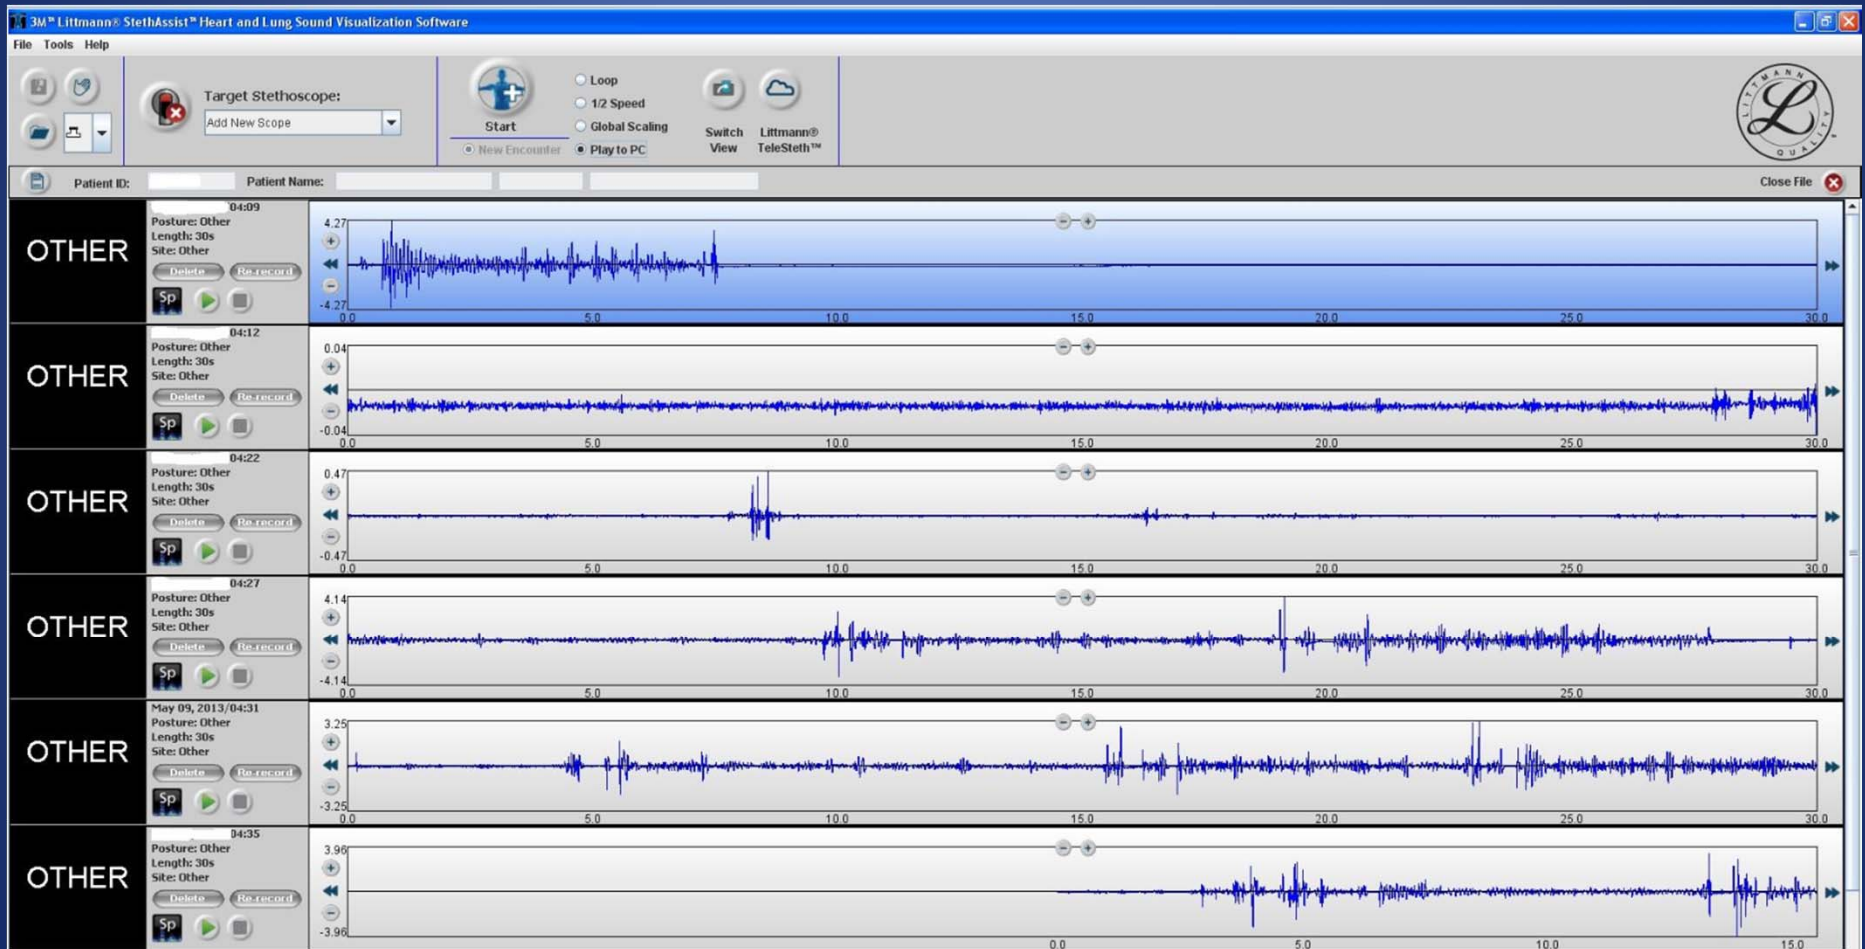 3M™ Littmann® StethAssist™ Heart and Lung Sound Visualization Software
File Tools Help
Target Stethoscope:
Add New Scope
Start
New Encounter
Loop
1/2 Speed
Global Scaling
Play to PC
Switch View
Littmann® TeleSteth™
LITTMANN
L
QUALITY
Patient ID:
Patient Name:
Close File
OTHER
04:09
Posture: Other
Length: 30s
Site: Other
Delete Re-record
Sp
4.27
-4.27
0.0 5.0 10.0 15.0 20.0 25.0 30.0
OTHER
04:12
Posture: Other
Length: 30s
Site: Other
Delete Re-record
Sp
0.04
-0.04
0.0 5.0 10.0 15.0 20.0 25.0 30.0
OTHER
04:22
Posture: Other
Length: 30s
Site: Other
Delete Re-record
Sp
0.47
-0.47
0.0 5.0 10.0 15.0 20.0 25.0 30.0
OTHER
04:27
Posture: Other
Length: 30s
Site: Other
Delete Re-record
Sp
4.14
-4.14
0.0 5.0 10.0 15.0 20.0 25.0 30.0
OTHER
May 09, 2013/04:31
Posture: Other
Length: 30s
Site: Other
Delete Re-record
Sp
3.25
-3.25
0.0 5.0 10.0 15.0 20.0 25.0 30.0
OTHER
04:35
Posture: Other
Length: 30s
Site: Other
Delete Re-record
Sp
3.96
-3.96
0.0 5.0 10.0 15.0